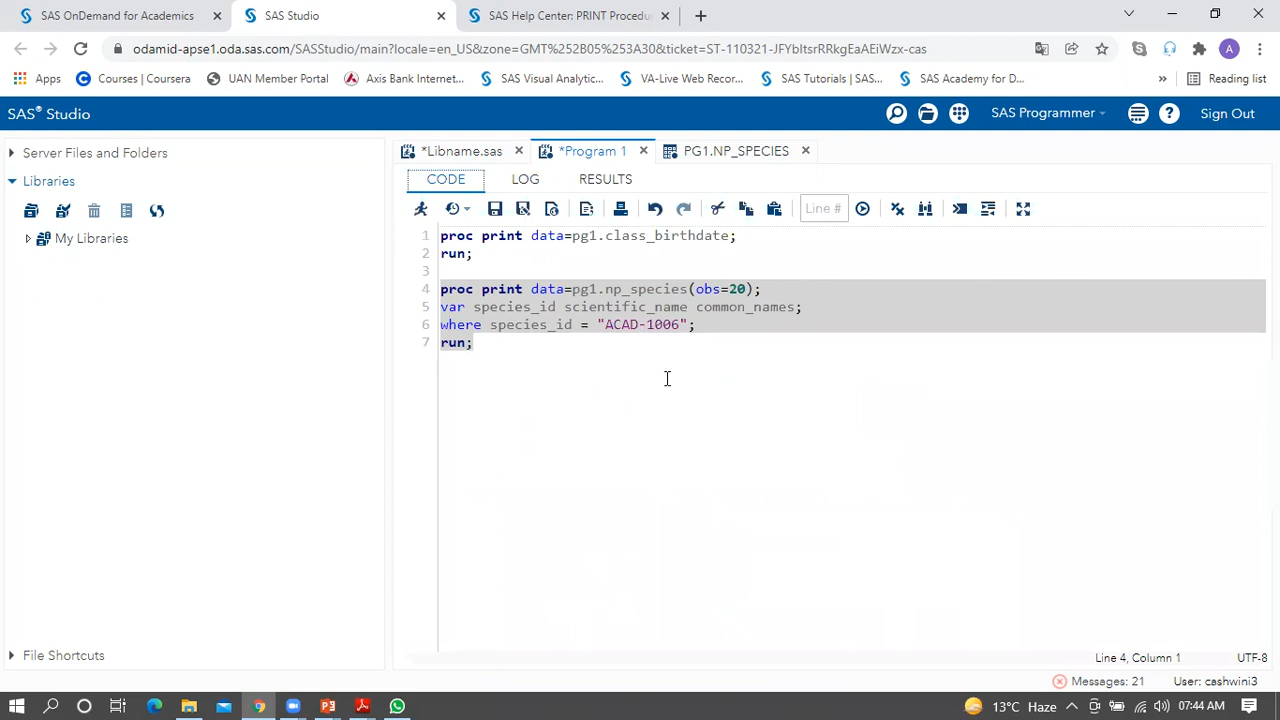 SAS OnDemand for Academics
SAS Studio
SAS Help Center: PRINT Procedu
odamid-apse1.oda.sas.com/SASStudio/main?locale=en_US&zone=GMT%252B05%253A30&ticket=ST-110321-JFYbItsrRRkgEaAEiWzx-cas
Apps
Courses | Coursera
UAN Member Portal
Axis Bank Internet...
SAS Visual Analytic...
VA-Live Web Recor...
SAS Tutorials | SAS...
SAS Academy for D...
»
Reading list
SAS® Studio
SAS Programmer
Sign Out
Server Files and Folders
Libraries
My Libraries
File Shortcuts
*Libname.sas
*Program 1
PG1.NP_SPECIES
CODE
LOG
RESULTS
Line #
1 proc print data=pg1.class_birthdate;
2 run;
3
4 proc print data=pg1.np_species(obs=20);
5 var species_id scientific_name common_names;
6 where species_id = "ACAD-1006";
7 run;
Line 4, Column 1
UTF-8
Messages: 21
User: cashwini3
13°C Haze
07:44 AM